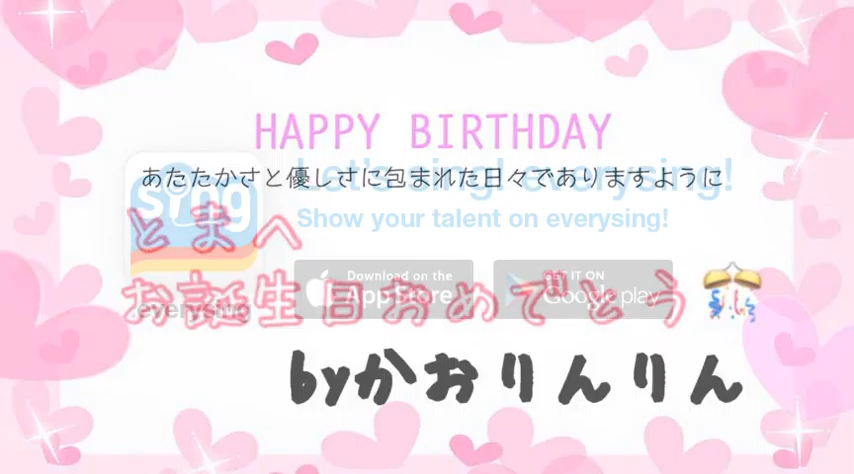 HAPPY BIRTHDAY
Let's sing! everysing!
あたたかさと優しさに包まれた日々でありますように
sing
Show your talent on everysing!
とまへ
Download on the
App Store
GET IT ON
Google play
お誕生日おめでとう
everysing
byかおりんりん